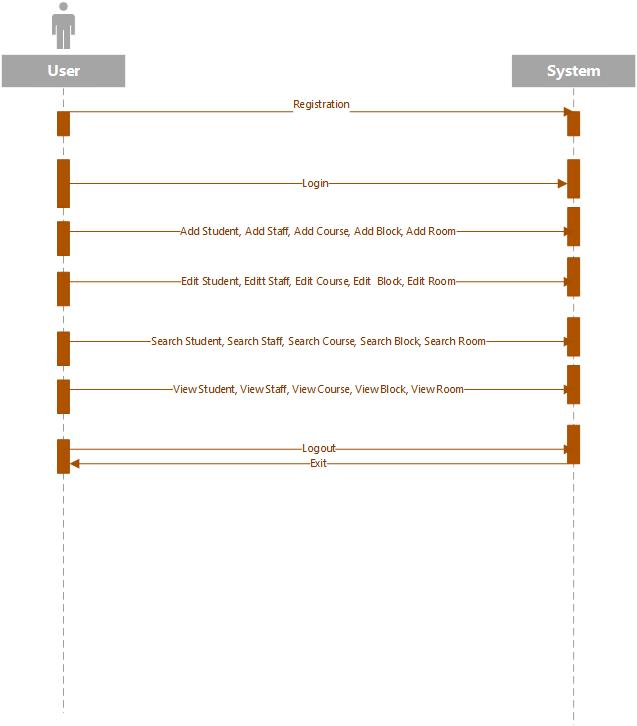 User
System
Registration
Login
Add Student, Add Staff, Add Course, Add Block, Add Room
Edit Student, Editt Staff, Edit Course, Edit  Block, Edit Room
Search Student, Search Staff, Search Course, Search Block, Search Room
View Student, View Staff, View Course, View Block, View Room
Logout
Exit